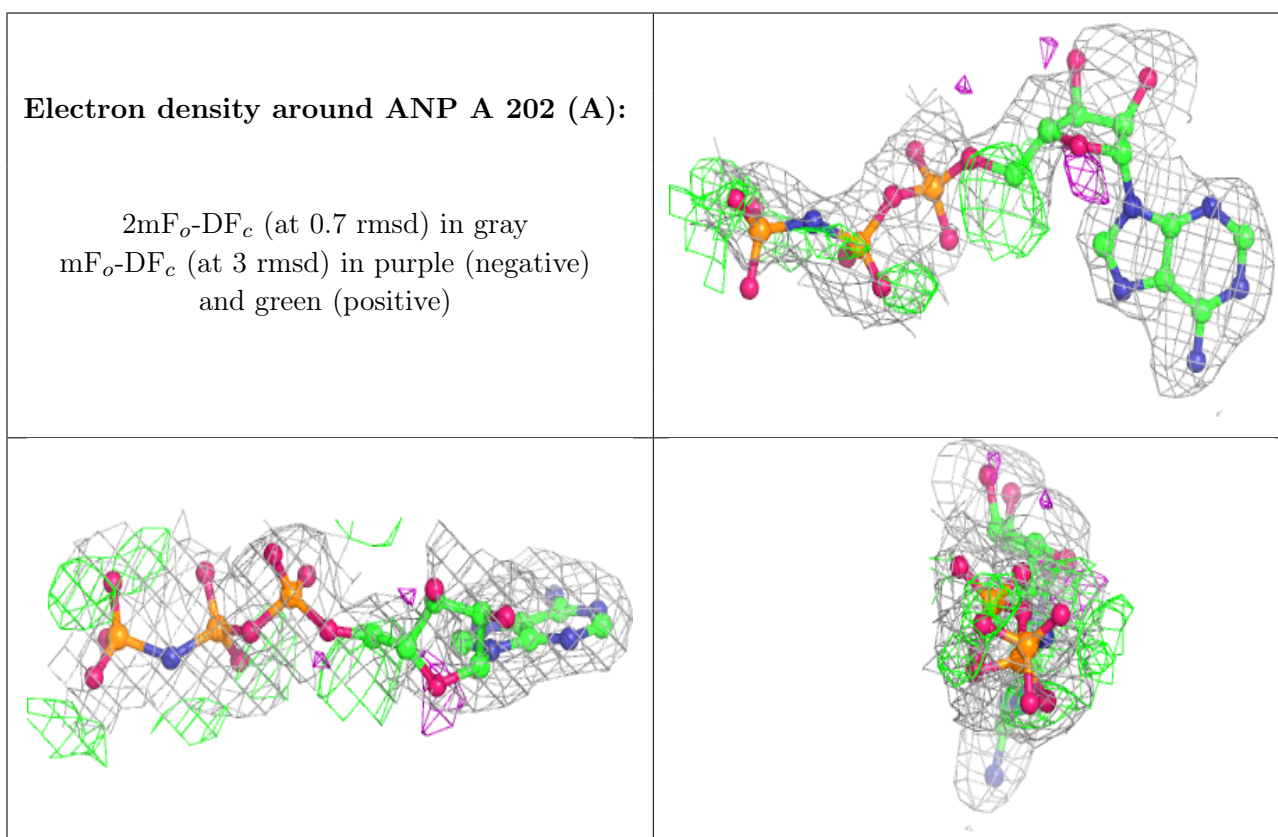 Electron density around ANP A 202 (A):
2mFo-DFc (at 0.7 rmsd) in gray
mFo-DFc (at 3 rmsd) in purple (negative)
and green (positive)